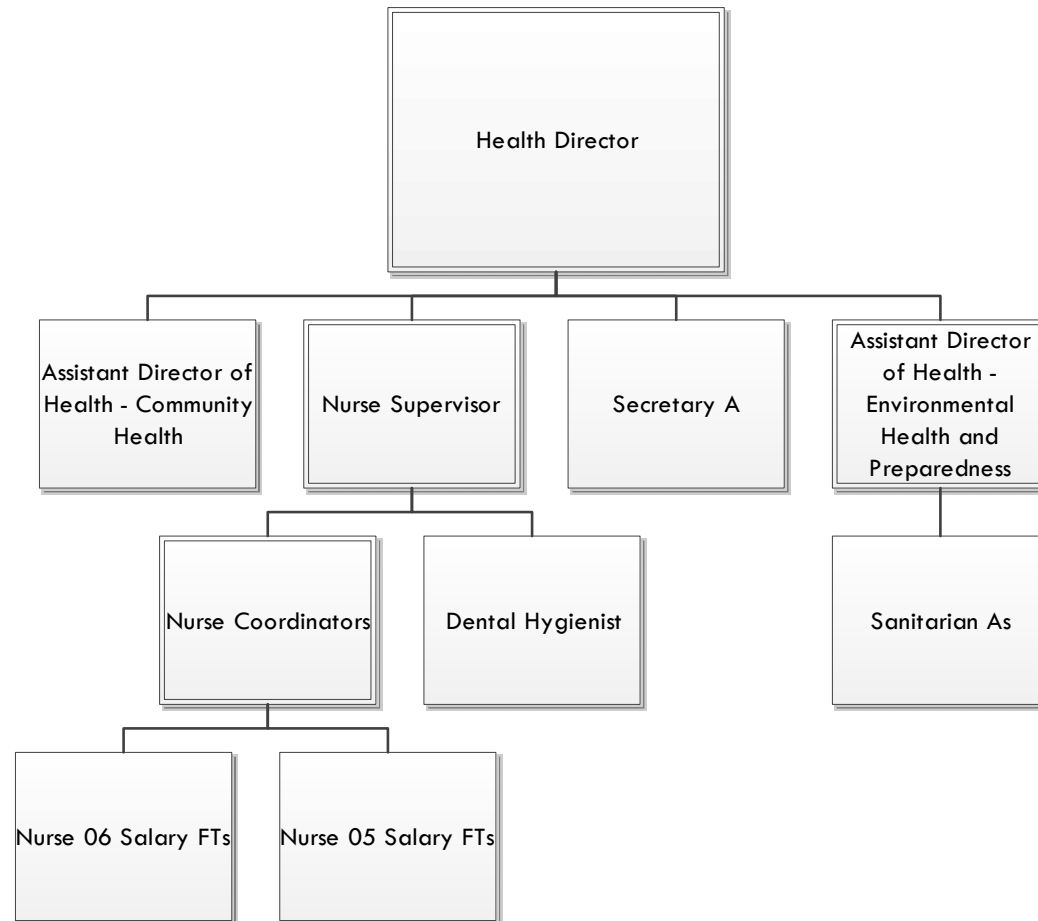 Health Director
Assistant Director of
Health - Community
Health
Nurse Supervisor
Secretary A
Assistant Director
of Health -
Environmental
Health and
Preparedness
Nurse Coordinators
Dental Hygienist
Sanitarian As
Nurse 06 Salary FTs
Nurse 05 Salary FTs